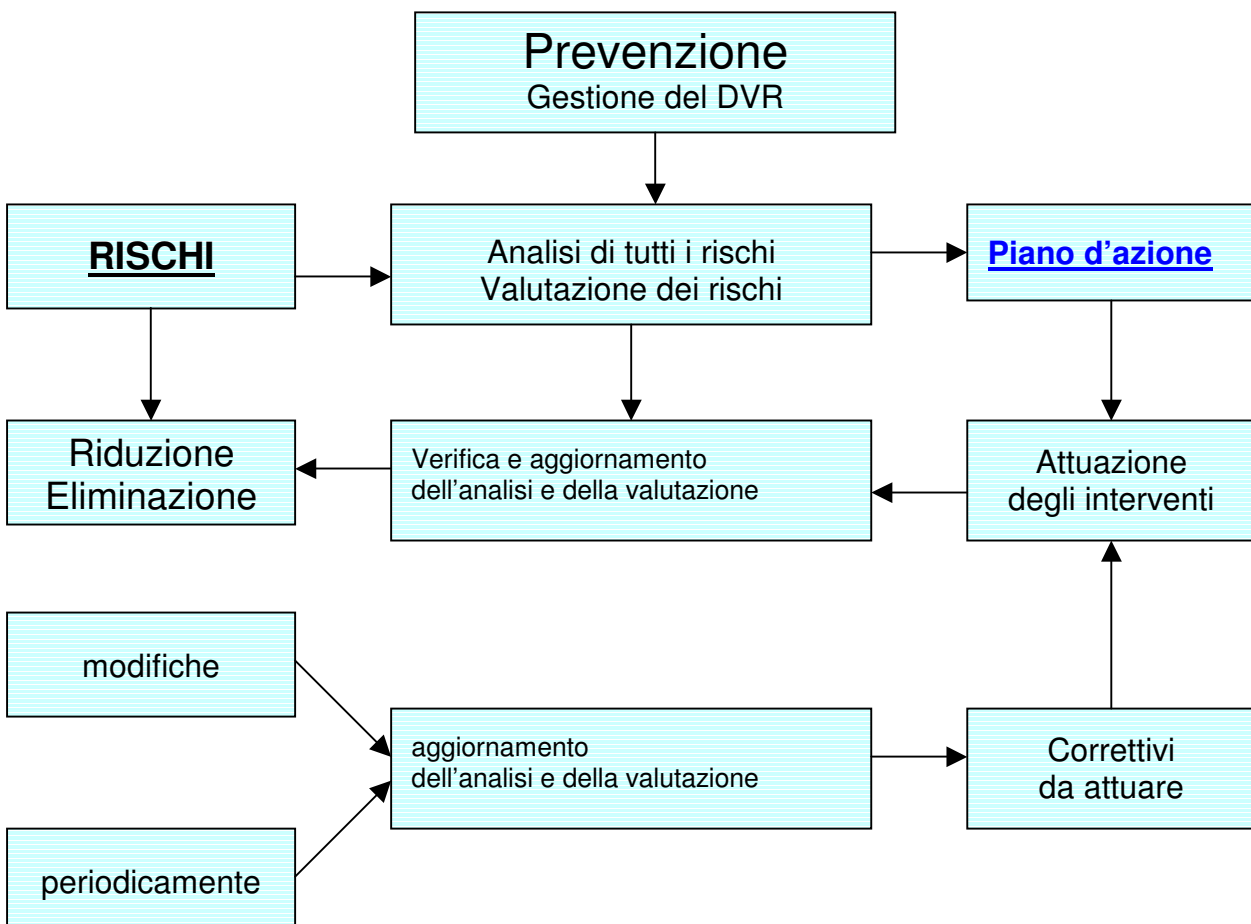 Prevenzione
Gestione del DVR
RISCHI
Analisi di tutti i rischi
Valutazione dei rischi
Piano d’azione
Riduzione
Eliminazione
Verifica e aggiornamento
dell’analisi e della valutazione
Attuazione
degli interventi
modifiche
aggiornamento
dell’analisi e della valutazione
Correttivi
da attuare
periodicamente